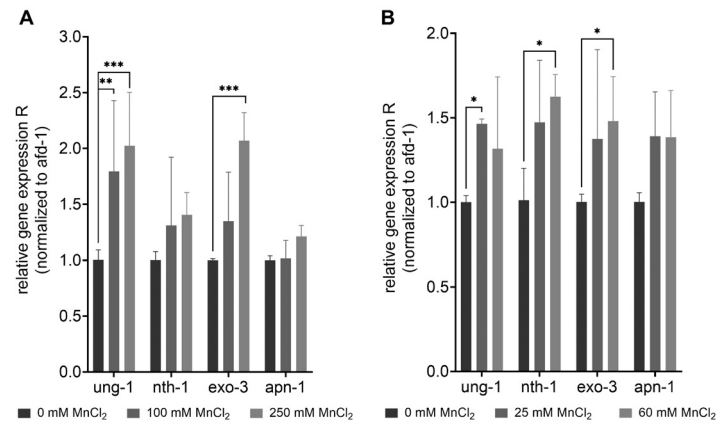 A
relative gene expression R
(normalized to afd-1)
3.0
2.5
2.0
1.5
1.0
0.5
0.0
***
**
***
ung-1 nth-1 exo-3 apn-1
0 mM MnCl₂ 100 mM MnCl₂ 250 mM MnCl₂
B
relative gene expression R
(normalized to afd-1)
2.0
1.5
1.0
0.5
0.0
*
*
*
ung-1 nth-1 exo-3 apn-1
0 mM MnCl₂ 25 mM MnCl₂ 60 mM MnCl₂